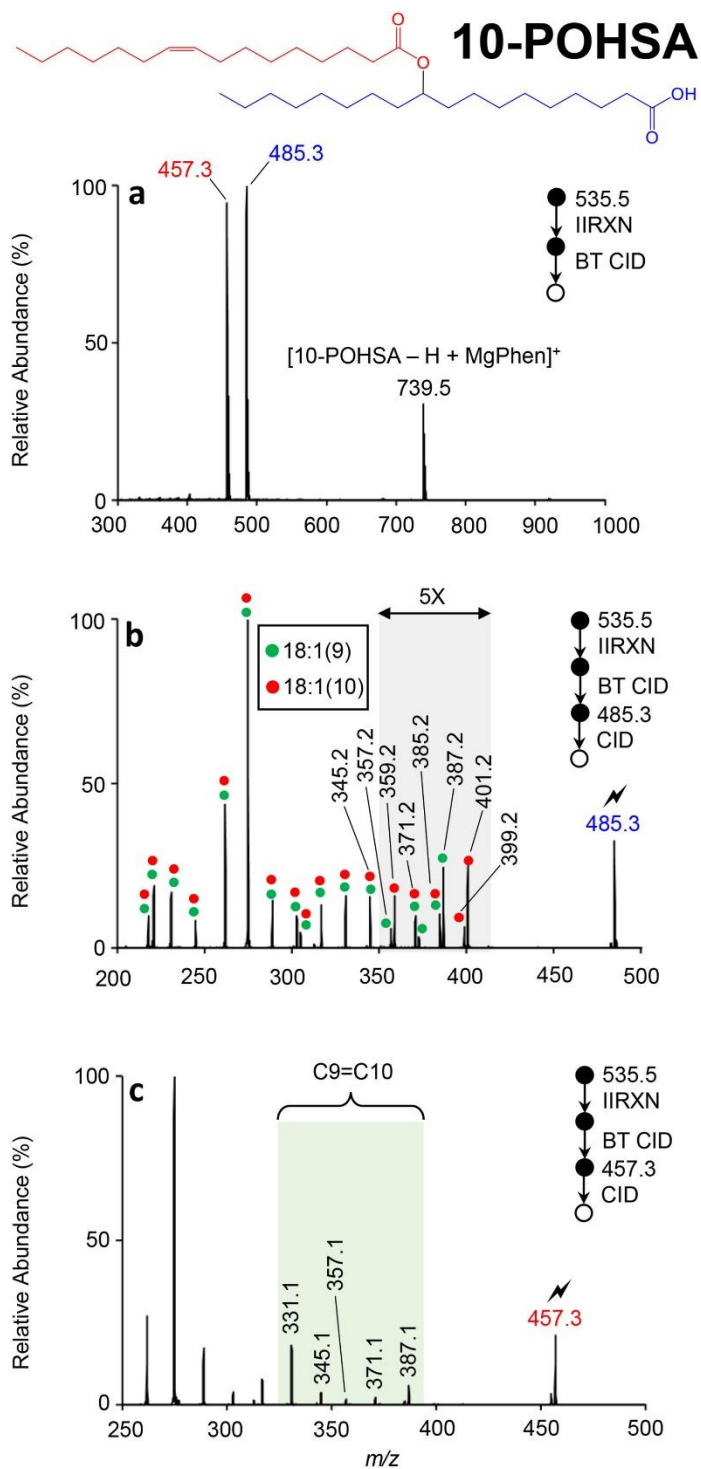 10-POHSA
O
O
OH
O
a
457.3
485.3
535.5
IIRXN
BT CID
[10-POHSA – H + MgPhen]⁺
739.5
Relative Abundance (%)
100
50
0
300 400 500 600 700 800 900 1000
b
5X
18:1(9)
18:1(10)
535.5
IIRXN
BT CID
485.3
CID
345.2
357.2
359.2
371.2
385.2
387.2
401.2
399.2
485.3
Relative Abundance (%)
100
50
0
200 250 300 350 400 450 500
c
C9=C10
535.5
IIRXN
BT CID
457.3
CID
331.1
345.1
357.1
371.1
387.1
457.3
Relative Abundance (%)
100
50
0
250 300 350 400 450 500
m/z